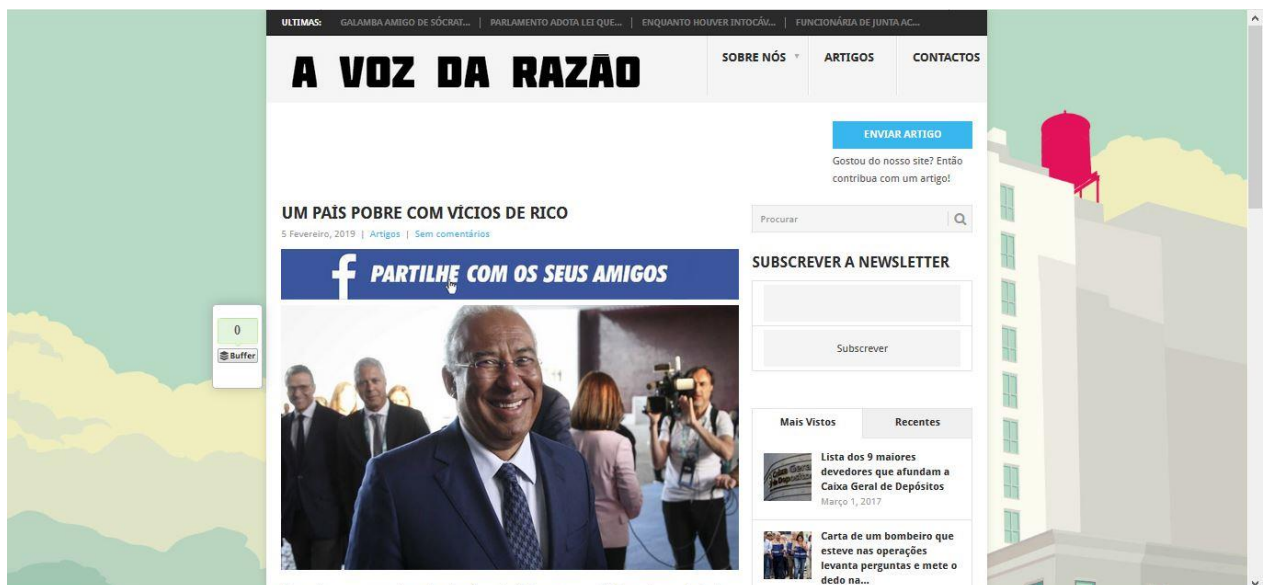 ULTIMAS: GALAMBA AMIGO DE SÓCRAT... | PARLAMENTO ADOTA LEI QUE... | ENQUANTO HOUVER INTOCÁV... | FUNCIONÁRIA DE JUNTA AC...
A VOZ DA RAZÃO
SOBRE NÓS ARTIGOS CONTACTOS
ENVIAR ARTIGO
Gostou do nosso site? Então
contribua com um artigo!
UM PAÍS POBRE COM VÍCIOS DE RICO
5 Fevereiro, 2019 | Artigos | Sem comentários
f PARTILHE COM OS SEUS AMIGOS
0
Buffer
Procurar
SUBSCREVER A NEWSLETTER
Subscrever
Mais Vistos Recentes
Lista dos 9 maiores
devedores que afundam a
Caixa Geral de Depósitos
Março 1, 2017
Carta de um bombeiro que
esteve nas operações
levanta perguntas e mete o
dedo na...